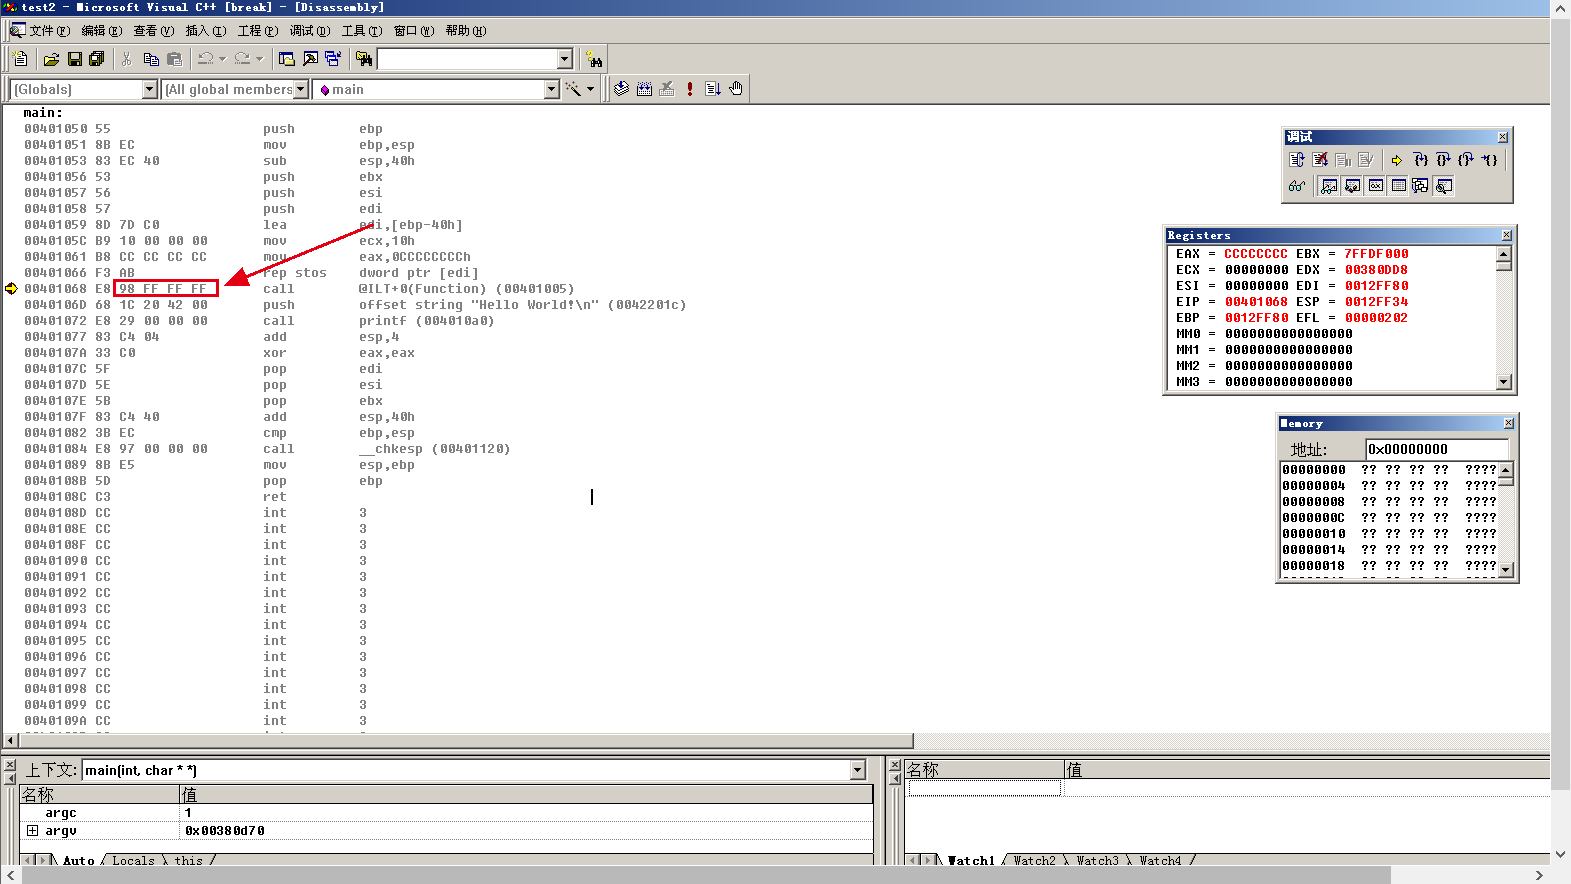 test2 - Microsoft Visual C++ [break] - [Disassembly]
文件(F) 编辑(E) 查看(V) 插入(I) 工程(P) 调试(D) 工具(T) 窗口(W) 帮助(H)
(Globals) (All global members main
main:
00401050 55 push ebp
00401051 8B EC mov ebp,esp
00401053 83 EC 40 sub esp,40h
00401056 53 push ebx
00401057 56 push esi
00401058 57 push edi
00401059 8D 7D C0 lea edi,[ebp-40h]
0040105C B9 10 00 00 00 mov ecx,10h
00401061 B8 CC CC CC CC mov eax,0CCCCCCCCh
00401066 F3 AB rep stos dword ptr [edi]
00401068 E8 98 FF FF FF call @ILT+0(Function) (00401005)
0040106D 68 1C 20 42 00 push offset string "Hello World!\n" (0042201c)
00401072 E8 29 00 00 00 call printf (004010a0)
00401077 83 C4 04 add esp,4
0040107A 33 C0 xor eax,eax
0040107C 5F pop edi
0040107D 5E pop esi
0040107E 5B pop ebx
0040107F 83 C4 40 add esp,40h
00401082 3B EC cmp ebp,esp
00401084 E8 97 00 00 00 call __chkesp (00401120)
00401089 8B E5 mov esp,ebp
0040108B 5D pop ebp
0040108C C3 ret
0040108D CC int 3
0040108E CC int 3
0040108F CC int 3
00401090 CC int 3
00401091 CC int 3
00401092 CC int 3
00401093 CC int 3
00401094 CC int 3
00401095 CC int 3
00401096 CC int 3
00401097 CC int 3
00401098 CC int 3
00401099 CC int 3
0040109A CC int 3
调试
Registers
EAX = CCCCCCCC EBX = 7FFDF000
ECX = 00000000 EDX = 00380DD8
ESI = 00000000 EDI = 0012FF80
EIP = 00401068 ESP = 0012FF34
EBP = 0012FF80 EFL = 00000202
MM0 = 0000000000000000
MM1 = 0000000000000000
MM2 = 0000000000000000
MM3 = 0000000000000000
Memory
地址: 0x00000000
00000000 ?? ?? ?? ?? ????
00000004 ?? ?? ?? ?? ????
00000008 ?? ?? ?? ?? ????
0000000C ?? ?? ?? ?? ????
00000010 ?? ?? ?? ?? ????
00000014 ?? ?? ?? ?? ????
00000018 ?? ?? ?? ?? ????
上下文: main(int, char * *)
名称 值
argc 1
argv 0x00380d70
Auto Locals this
名称 值
Watch1 Watch2 Watch3 Watch4